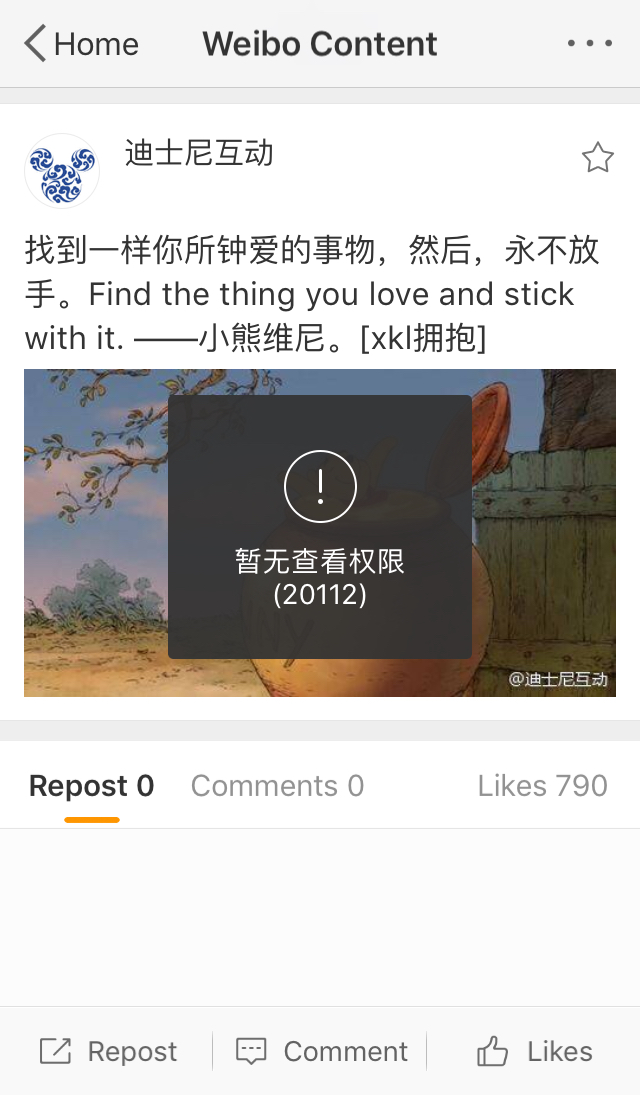 Home
Weibo Content
迪士尼互动
找到一样你所钟爱的事物，然后，永不放
手。Find the thing you love and stick
with it. ——小熊维尼。[xkl拥抱]
暂无查看权限
(20112)
@迪士尼互动
Repost 0
Comments 0
Likes 790
Repost
Comment
Likes